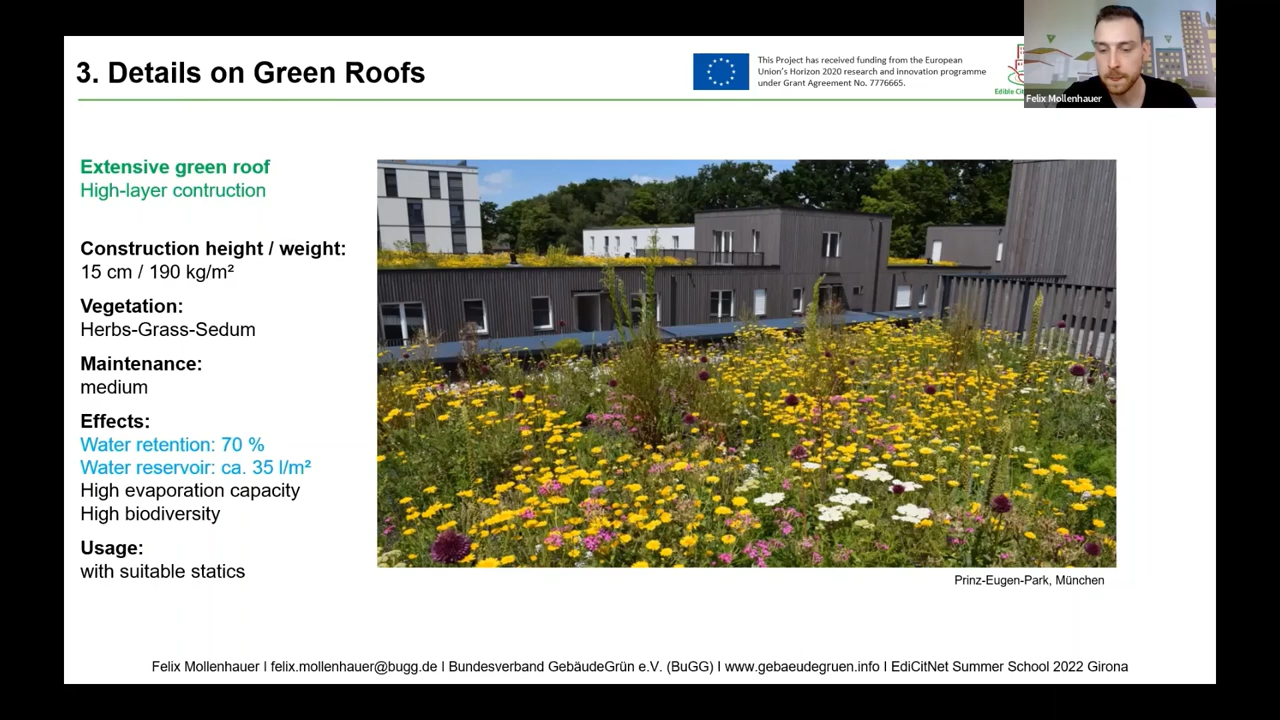 3. Details on Green Roofs
This Project has received funding from the European
Union's Horizon 2020 research and innovation programme
under Grant Agreement No. 7776665.
Edible
Felix Mollenhauer
Extensive green roof
High-layer contruction
Construction height / weight:
15 cm / 190 kg/m²
Vegetation:
Herbs-Grass-Sedum
Maintenance:
medium
Effects:
Water retention: 70 %
Water reservoir: ca. 35 l/m²
High evaporation capacity
High biodiversity
Usage:
with suitable statics
Prinz-Eugen-Park, München
Felix Mollenhauer I felix.mollenhauer@bugg.de I Bundesverband GebäudeGrün e.V. (BuGG) I www.gebaeudegruen.info I EdiCitNet Summer School 2022 Girona